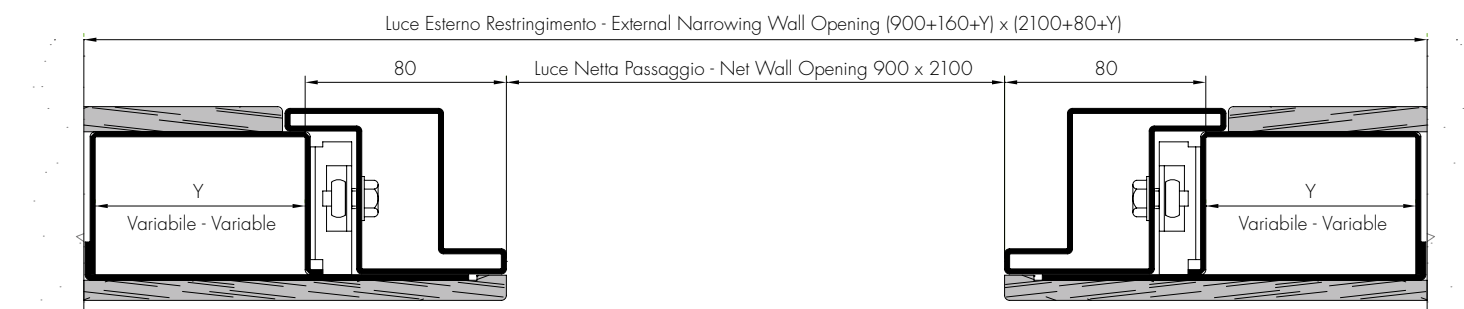 Luce Esterno Restringimento - External Narrowing Wall Opening (900+160+Y) x (2100+80+Y)
80
Luce Netta Passaggio - Net Wall Opening 900 x 2100
80
Y
Variabile - Variable
Y
Variabile - Variable